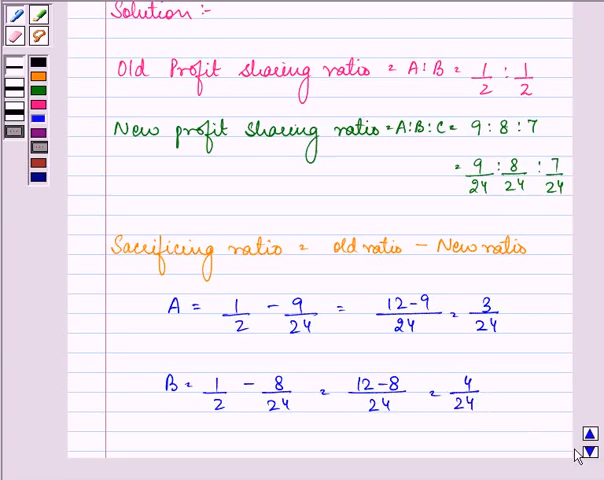 Solution :-
Old Profit sharing ratio = A:B = 1/2 : 1/2
New profit sharing ratio = A:B:C = 9 : 8 : 7
= 9/24 : 8/24 : 7/24
Sacrificing ratio = old ratio - New ratio
A = 1/2 - 9/24 = 12-9/24 = 3/24
B = 1/2 - 8/24 = 12-8/24 = 4/24